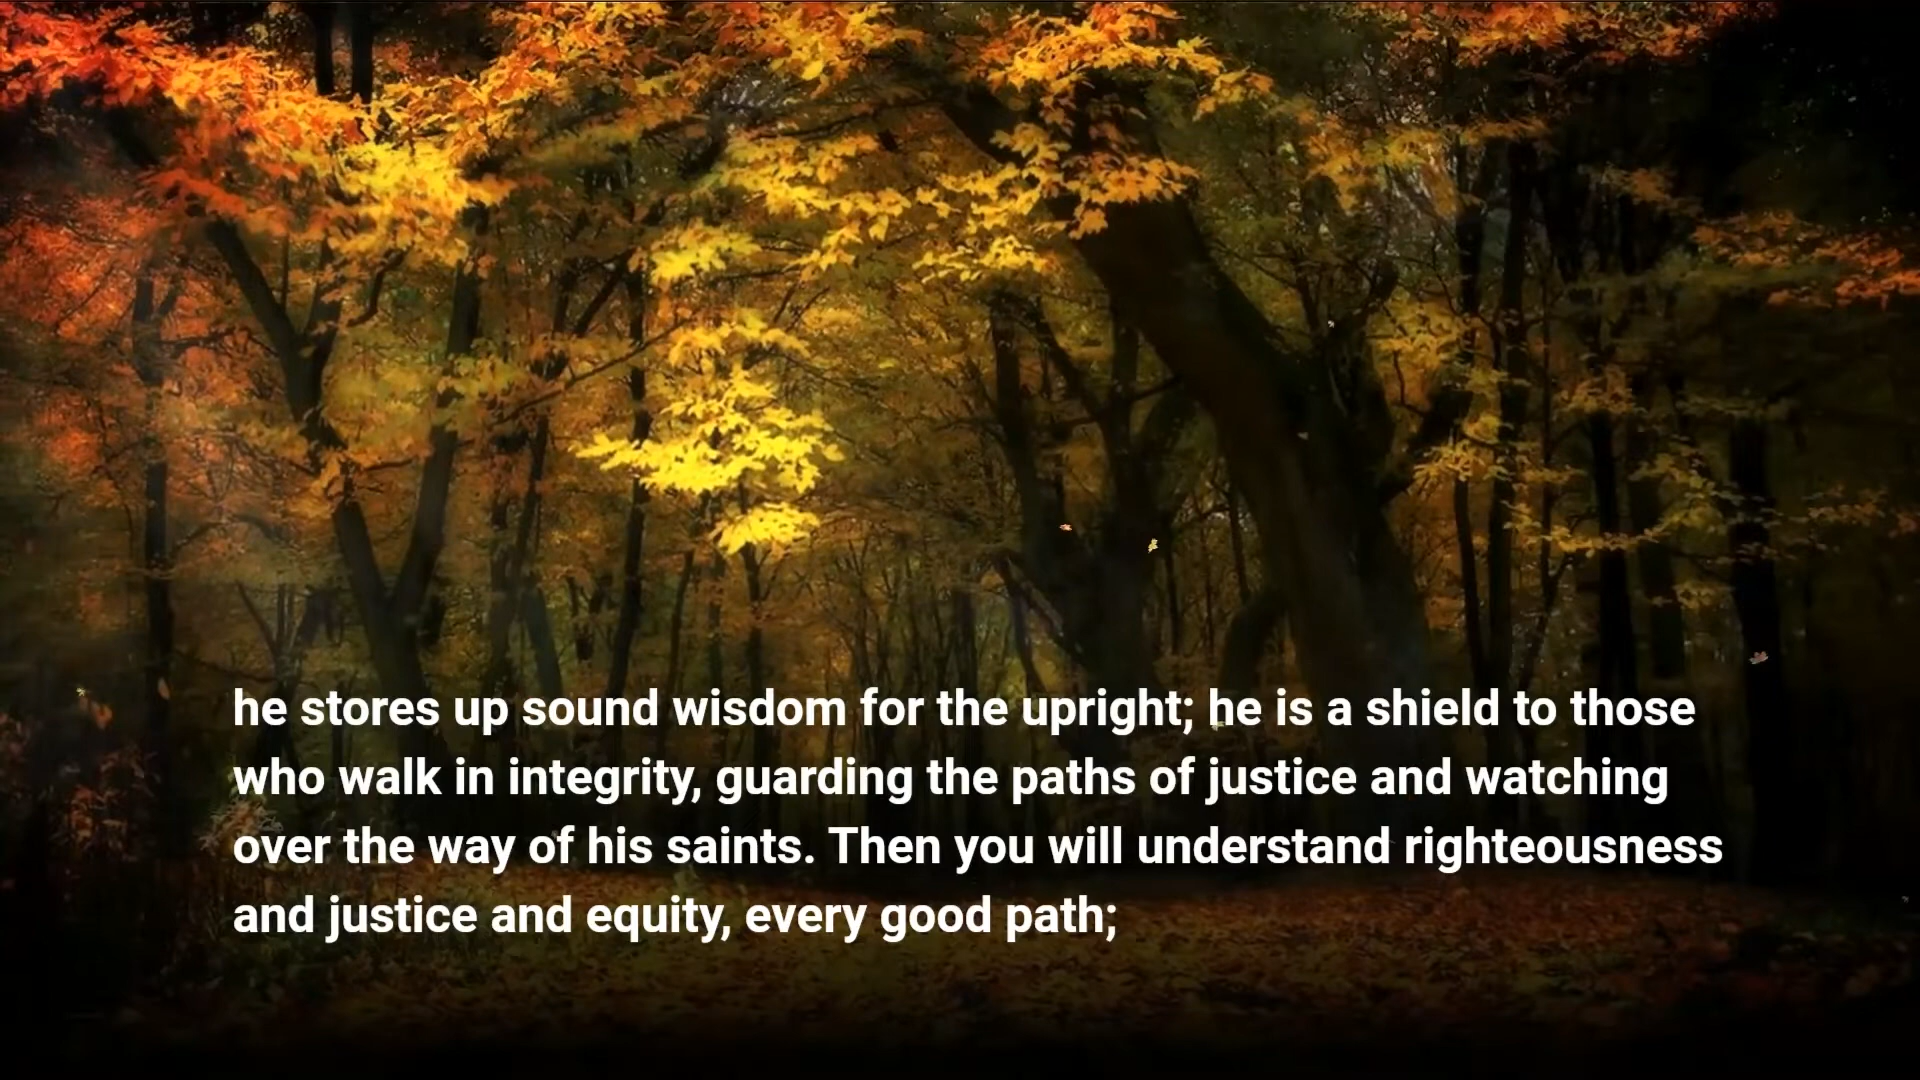 he stores up sound wisdom for the upright; he is a shield to those
who walk in integrity, guarding the paths of justice and watching
over the way of his saints. Then you will understand righteousness
and justice and equity, every good path;